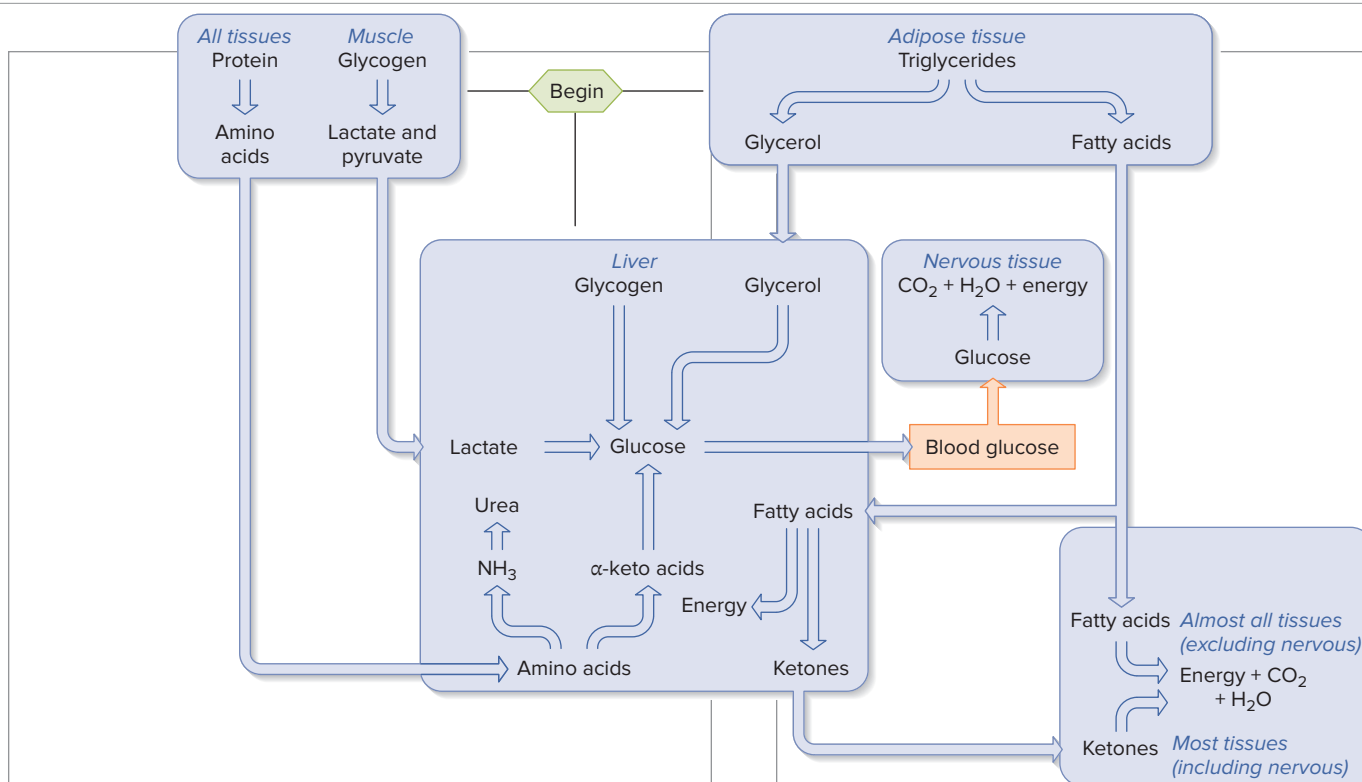 All tissues
Protein
Amino
acids
Muscle
Glycogen
Lactate and
pyruvate
Begin
Adipose tissue
Triglycerides
Glycerol
Fatty acids
Liver
Glycogen
Glycerol
Lactate
Glucose
Urea
NH₃
α-keto acids
Amino acids
Fatty acids
Energy
Ketones
Nervous tissue
CO₂ + H₂O + energy
Glucose
Blood glucose
Fatty acids
Almost all tissues
(excluding nervous)
Energy + CO₂
+ H₂O
Ketones
Most tissues
(including nervous)